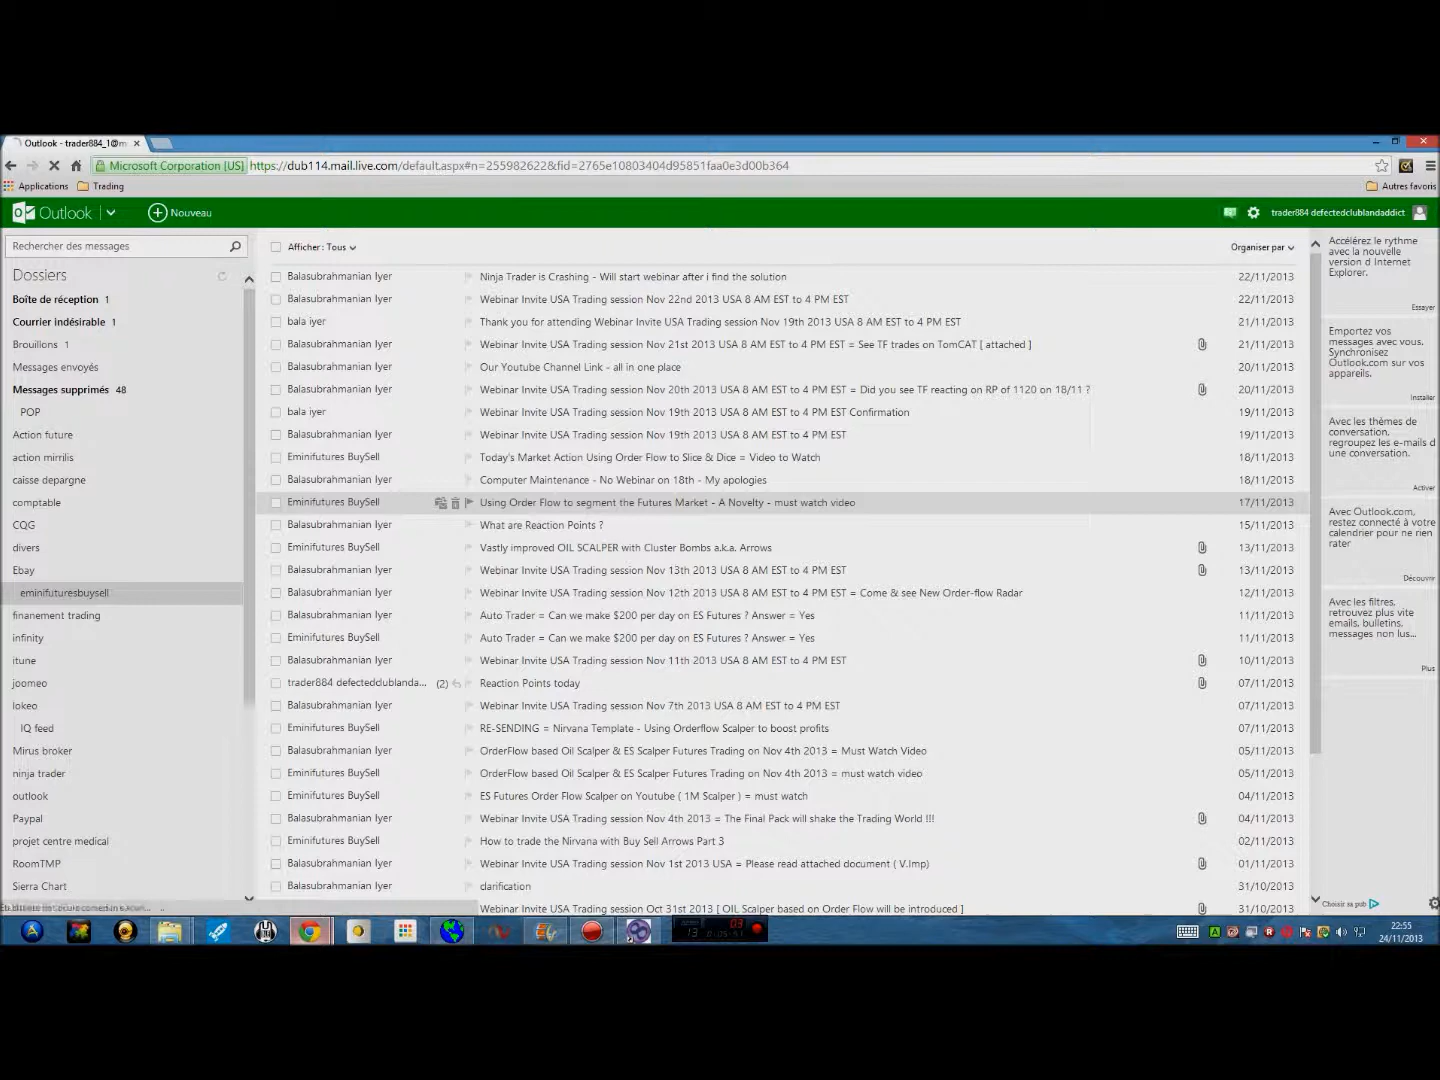 Outlook - trader884_1@m
Microsoft Corporation [US] https://dub114.mail.live.com/default.aspx#n=255982622&fid=2765e10803404d95851faa0e3d00b364
Applications Trading Autres favoris
Outlook Nouveau trader884 defectedclublandaddict
Rechercher des messages
Afficher : Tous Organiser par
Dossiers
Boîte de réception 1
Courrier indésirable 1
Brouillons 1
Messages envoyés
Messages supprimés 48
POP
Action future
action mirrilis
caisse depargne
comptable
CQG
divers
Ebay
eminifuturesbuysell
finanement trading
infinity
itune
joomeo
lokeo
IQ feed
Mirus broker
ninja trader
outlook
Paypal
projet centre medical
RoomTMP
Sierra Chart
Balasubrahmanian Iyer Ninja Trader is Crashing - Will start webinar after i find the solution 22/11/2013
Balasubrahmanian Iyer Webinar Invite USA Trading session Nov 22nd 2013 USA 8 AM EST to 4 PM EST 22/11/2013
bala iyer Thank you for attending Webinar Invite USA Trading session Nov 19th 2013 USA 8 AM EST to 4 PM EST 21/11/2013
Balasubrahmanian Iyer Webinar Invite USA Trading session Nov 21st 2013 USA 8 AM EST to 4 PM EST = See TF trades on TomCAT [ attached ] 21/11/2013
Balasubrahmanian Iyer Our Youtube Channel Link - all in one place 20/11/2013
Balasubrahmanian Iyer Webinar Invite USA Trading session Nov 20th 2013 USA 8 AM EST to 4 PM EST = Did you see TF reacting on RP of 1120 on 18/11 ? 20/11/2013
bala iyer Webinar Invite USA Trading session Nov 19th 2013 USA 8 AM EST to 4 PM EST Confirmation 19/11/2013
Balasubrahmanian Iyer Webinar Invite USA Trading session Nov 19th 2013 USA 8 AM EST to 4 PM EST 19/11/2013
Eminifutures BuySell Today's Market Action Using Order Flow to Slice & Dice = Video to Watch 18/11/2013
Balasubrahmanian Iyer Computer Maintenance - No Webinar on 18th - My apologies 18/11/2013
Eminifutures BuySell Using Order Flow to segment the Futures Market - A Novelty - must watch video 17/11/2013
Balasubrahmanian Iyer What are Reaction Points ? 15/11/2013
Eminifutures BuySell Vastly improved OIL SCALPER with Cluster Bombs a.k.a. Arrows 13/11/2013
Balasubrahmanian Iyer Webinar Invite USA Trading session Nov 13th 2013 USA 8 AM EST to 4 PM EST 13/11/2013
Balasubrahmanian Iyer Webinar Invite USA Trading session Nov 12th 2013 USA 8 AM EST to 4 PM EST = Come & see New Order-flow Radar 12/11/2013
Balasubrahmanian Iyer Auto Trader = Can we make $200 per day on ES Futures ? Answer = Yes 11/11/2013
Eminifutures BuySell Auto Trader = Can we make $200 per day on ES Futures ? Answer = Yes 11/11/2013
Balasubrahmanian Iyer Webinar Invite USA Trading session Nov 11th 2013 USA 8 AM EST to 4 PM EST 10/11/2013
trader884 defectedclublanda... (2) Reaction Points today 07/11/2013
Balasubrahmanian Iyer Webinar Invite USA Trading session Nov 7th 2013 USA 8 AM EST to 4 PM EST 07/11/2013
Eminifutures BuySell RE-SENDING = Nirvana Template - Using Orderflow Scalper to boost profits 07/11/2013
Balasubrahmanian Iyer OrderFlow based Oil Scalper & ES Scalper Futures Trading on Nov 4th 2013 = Must Watch Video 05/11/2013
Eminifutures BuySell OrderFlow based Oil Scalper & ES Scalper Futures Trading on Nov 4th 2013 = must watch video 05/11/2013
Eminifutures BuySell ES Futures Order Flow Scalper on Youtube ( 1M Scalper ) = must watch 04/11/2013
Balasubrahmanian Iyer Webinar Invite USA Trading session Nov 4th 2013 = The Final Pack will shake the Trading World !!! 04/11/2013
Eminifutures BuySell How to trade the Nirvana with Buy Sell Arrows Part 3 02/11/2013
Balasubrahmanian Iyer Webinar Invite USA Trading session Nov 1st 2013 USA = Please read attached document ( V.Imp) 01/11/2013
Balasubrahmanian Iyer clarification 31/10/2013
Webinar Invite USA Trading session Oct 31st 2013 [ OIL Scalper based on Order Flow will be introduced ] 31/10/2013
Accélérez le rythme
avec la nouvelle
version d Internet
Explorer.
Essayer
Emportez vos
messages avec vous.
Synchronisez
Outlook.com sur vos
appareils.
Installer
Avec les thèmes de
conversation,
regroupez les e-mails d
une conversation.
Activer
Avec Outlook.com,
restez connecté à votre
calendrier pour ne rien
rater
Découvrir
Avec les filtres,
retrouvez plus vite
emails, bulletins,
messages non lus...
Plus
Choisir sa pub
22:55
24/11/2013